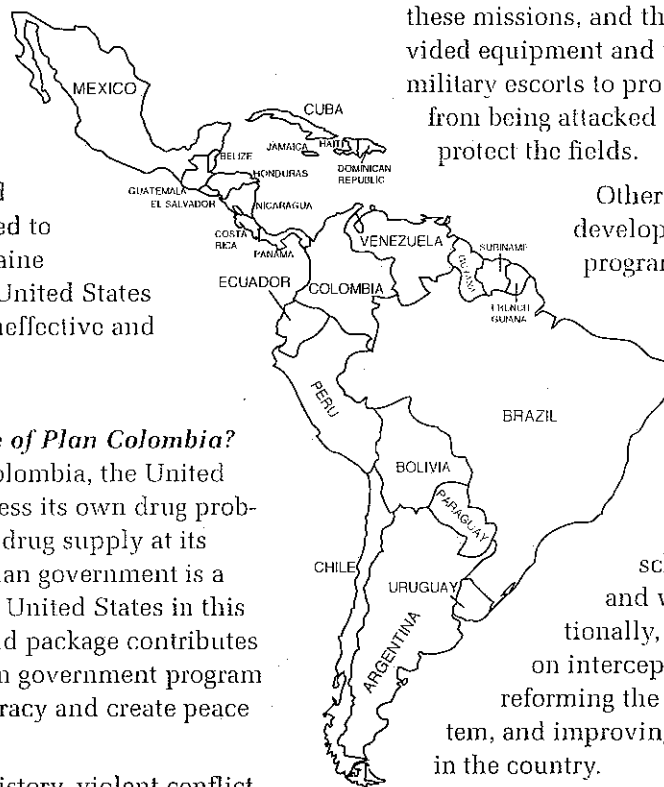 ed to
aine
United States
neffective and
e of Plan Colombia?
olombia, the United
ess its own drug prob-
drug supply at its
an government is a
United States in this
d package contributes
n government program
racy and create peace
istory, violent conflict
MEXICO
CUBA
JAMAICA
HAITI
DOMINICAN
REPUBLIC
BELIZE
HONDURAS
GUATEMALA
EL SALVADOR
NICARAGUA
COSTA
RICA
PANAMA
VENEZUELA
GUYANA
SURINAME
FRENCH
GUIANA
ECUADOR
COLOMBIA
PERU
BRAZIL
BOLIVIA
PARAGUAY
CHILE
URUGUAY
ARGENTINA
these missions, and th
vided equipment and
military escorts to pro
from being attacked
protect the fields.
Other
develop
program
sc
and w
tionally,
on intercep
reforming the
tem, and improving
in the country.